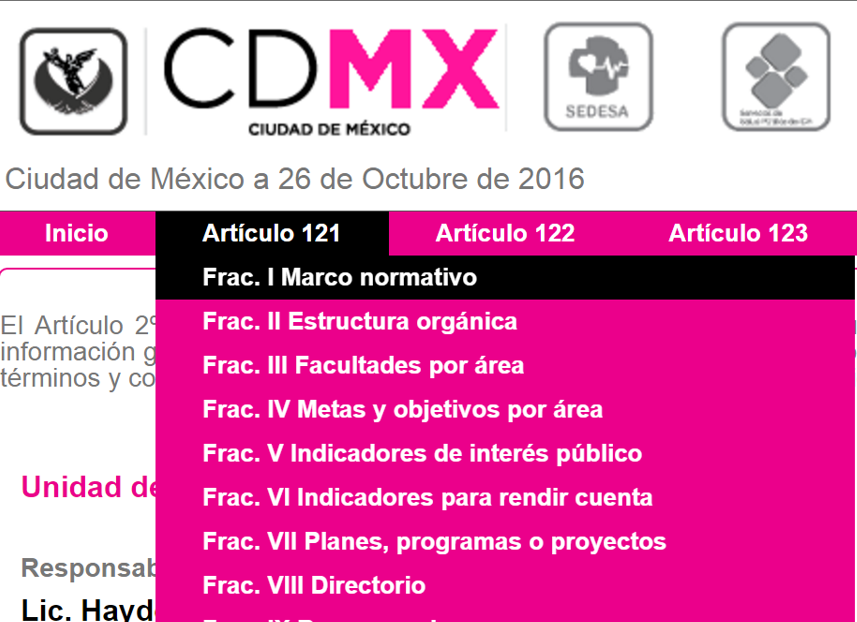 CDMX
CIUDAD DE MÉXICO
SEDESA
Servicios de
Ciudad de México a 26 de Octubre de 2016
Inicio Artículo 121 Artículo 122 Artículo 123
Frac. I Marco normativo
Frac. II Estructura orgánica
Frac. III Facultades por área
Frac. IV Metas y objetivos por área
Frac. V Indicadores de interés público
Frac. VI Indicadores para rendir cuenta
Frac. VII Planes, programas o proyectos
Frac. VIII Directorio
El Artículo 2º
información g
términos y co
Unidad de
Responsab
Lic. Hayd